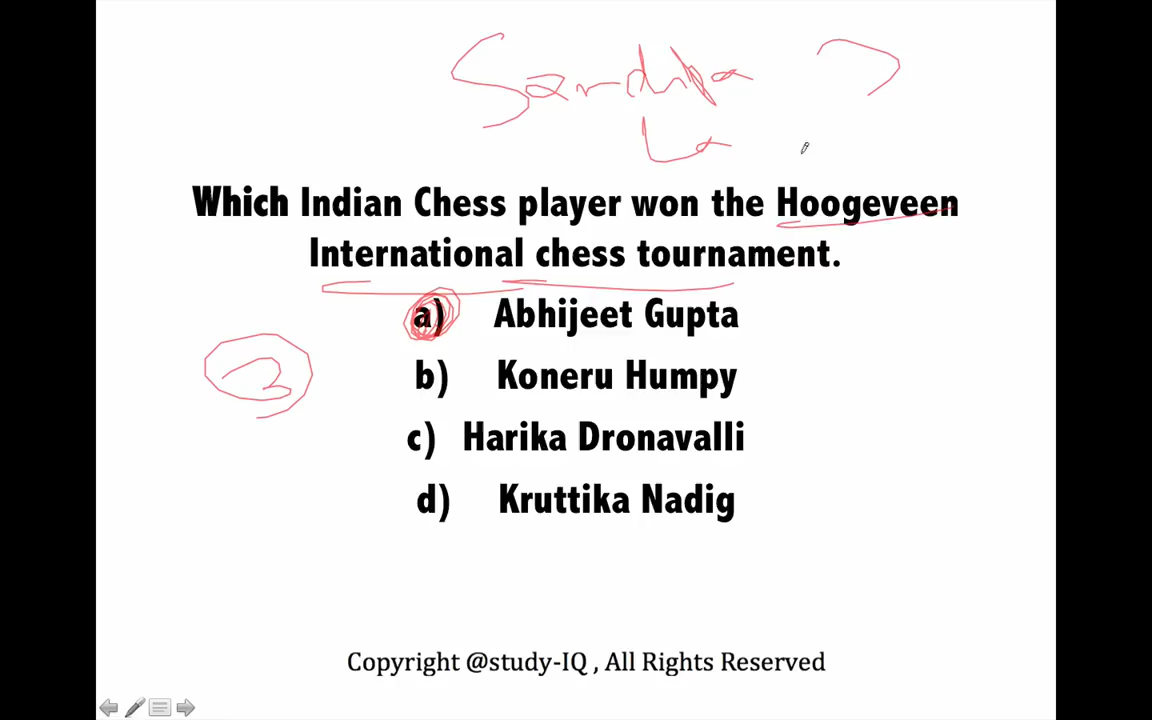 Which Indian Chess player won the Hoogeveen
International chess tournament.
a) Abhijeet Gupta
b) Koneru Humpy
c) Harika Dronavalli
d) Kruttika Nadig
Copyright @study-IQ , All Rights Reserved